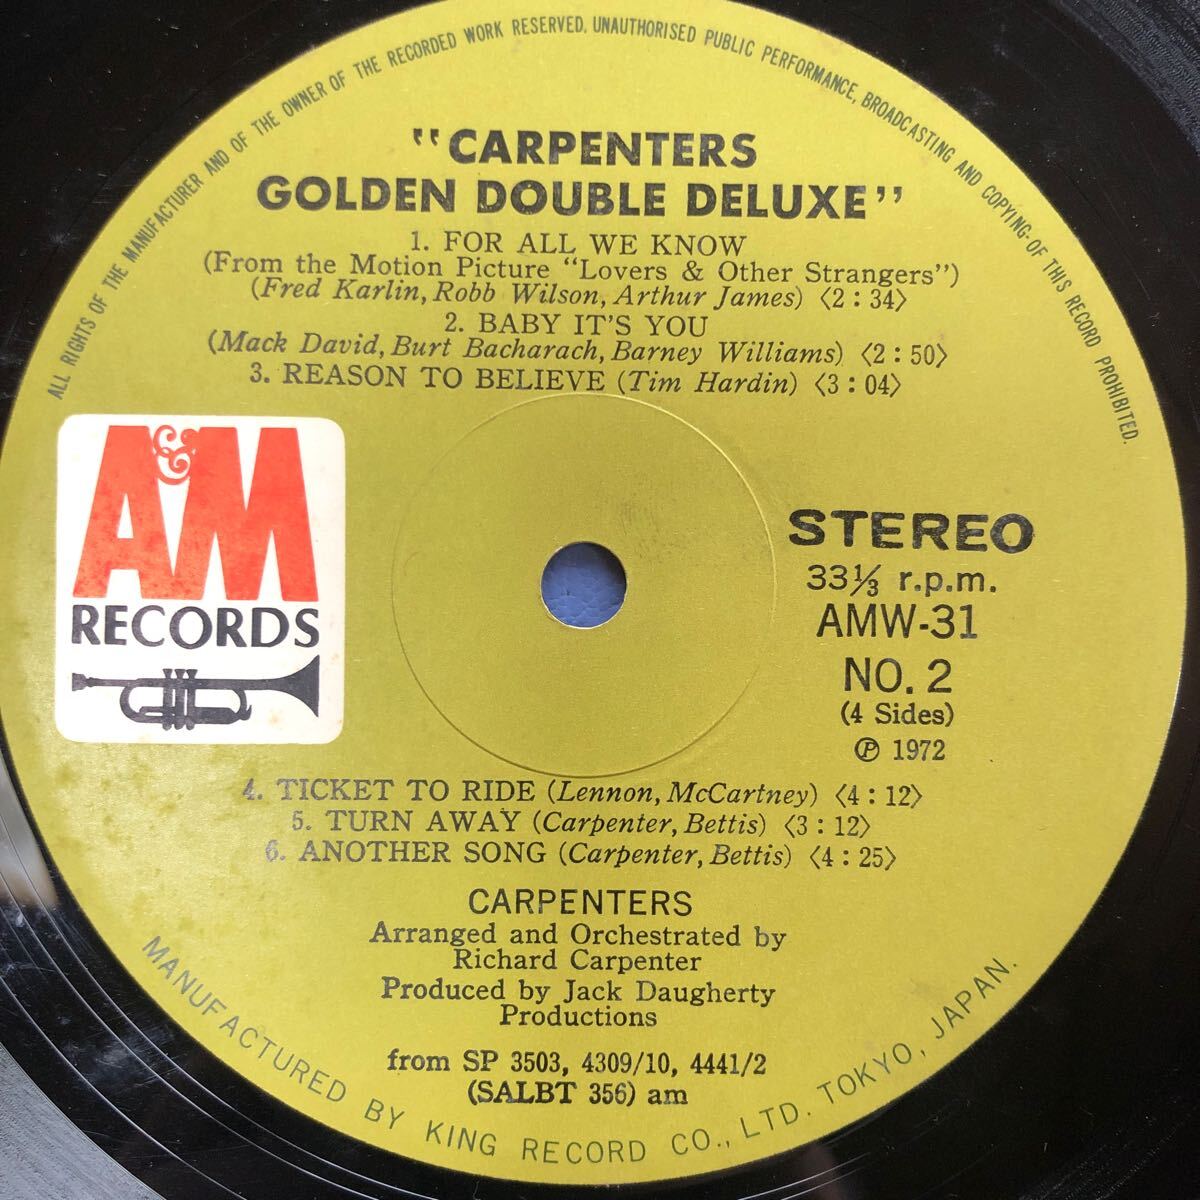 ALL RIGHTS OF THE MANUFACTURER AND OF THE OWNER OF THE RECORDED WORK RESERVED. UNAUTHORISED PUBLIC PERFORMANCE, BROADCASTING AND COPYING OF THIS RECORD PROHIBITED.
"CARPENTERS
GOLDEN DOUBLE DELUXE"
1. FOR ALL WE KNOW
(From the Motion Picture "Lovers & Other Strangers")
(Fred Karlin, Robb Wilson, Arthur James) ⟨2:34⟩
2. BABY IT'S YOU
(Mack David, Burt Bacharach, Barney Williams) ⟨2:50⟩
3. REASON TO BELIEVE (Tim Hardin) ⟨3:04⟩
A&M
RECORDS
STEREO
33⅓ r.p.m.
AMW-31
NO. 2
(4 Sides)
℗ 1972
4. TICKET TO RIDE (Lennon, McCartney) ⟨4:12⟩
5. TURN AWAY (Carpenter, Bettis) ⟨3:12⟩
6. ANOTHER SONG (Carpenter, Bettis) ⟨4:25⟩
CARPENTERS
Arranged and Orchestrated by
Richard Carpenter
Produced by Jack Daugherty
Productions
from SP 3503, 4309/10, 4441/2
(SALBT 356) am
MANUFACTURED BY KING RECORD CO., LTD. TOKYO, JAPAN.